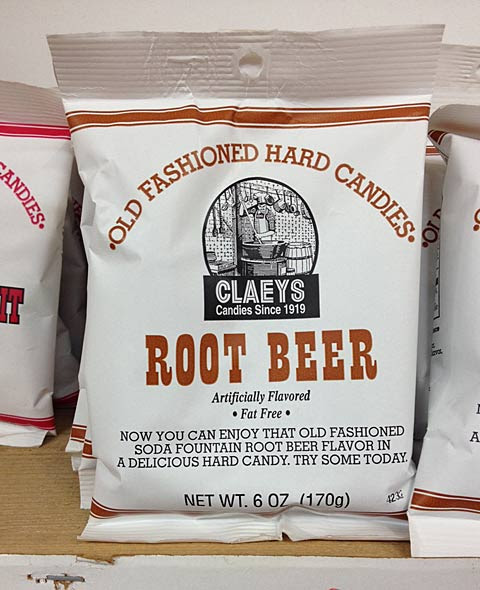 •OLD FASHIONED HARD CANDIES•
CLAEYS
Candies Since 1919
ROOT BEER
Artificially Flavored
• Fat Free •
NOW YOU CAN ENJOY THAT OLD FASHIONED
SODA FOUNTAIN ROOT BEER FLAVOR IN
A DELICIOUS HARD CANDY. TRY SOME TODAY.
NET WT. 6 OZ. (170g)
CANDIES•